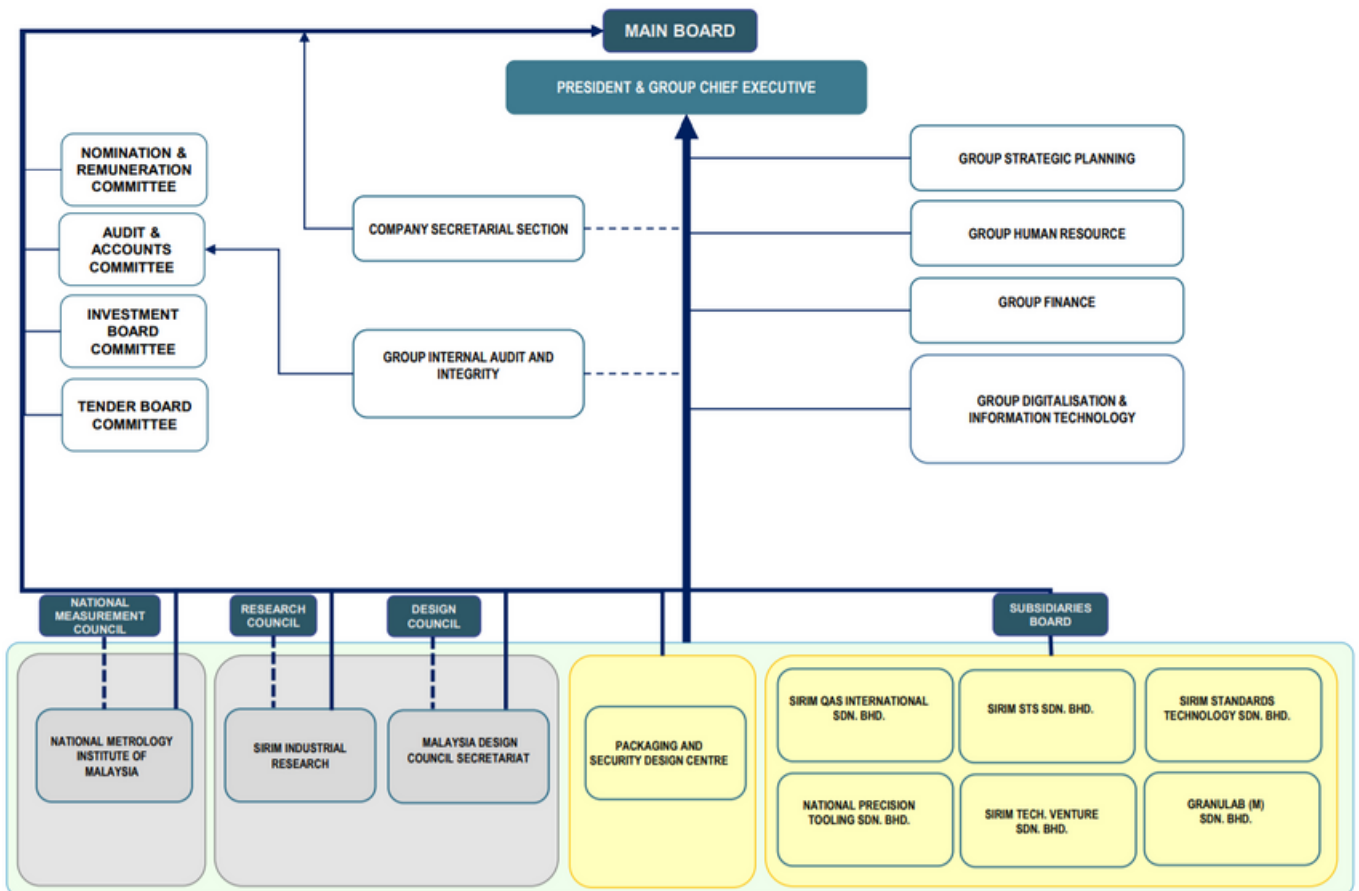 MAIN BOARD
PRESIDENT & GROUP CHIEF EXECUTIVE
NOMINATION &
REMUNERATION
COMMITTEE
AUDIT &
ACCOUNTS
COMMITTEE
INVESTMENT
BOARD
COMMITTEE
TENDER BOARD
COMMITTEE
COMPANY SECRETARIAL SECTION
GROUP INTERNAL AUDIT AND
INTEGRITY
GROUP STRATEGIC PLANNING
GROUP HUMAN RESOURCE
GROUP FINANCE
GROUP DIGITALISATION &
INFORMATION TECHNOLOGY
NATIONAL
MEASUREMENT
COUNCIL
RESEARCH
COUNCIL
DESIGN
COUNCIL
SUBSIDIARIES
BOARD
NATIONAL METROLOGY
INSTITUTE OF
MALAYSIA
SIRIM INDUSTRIAL
RESEARCH
MALAYSIA DESIGN
COUNCIL SECRETARIAT
PACKAGING AND
SECURITY DESIGN CENTRE
SIRIM QAS INTERNATIONAL
SDN. BHD.
SIRIM STS SDN. BHD.
SIRIM STANDARDS
TECHNOLOGY SDN. BHD.
NATIONAL PRECISION
TOOLING SDN. BHD.
SIRIM TECH. VENTURE
SDN. BHD.
GRANULAB (M)
SDN. BHD.